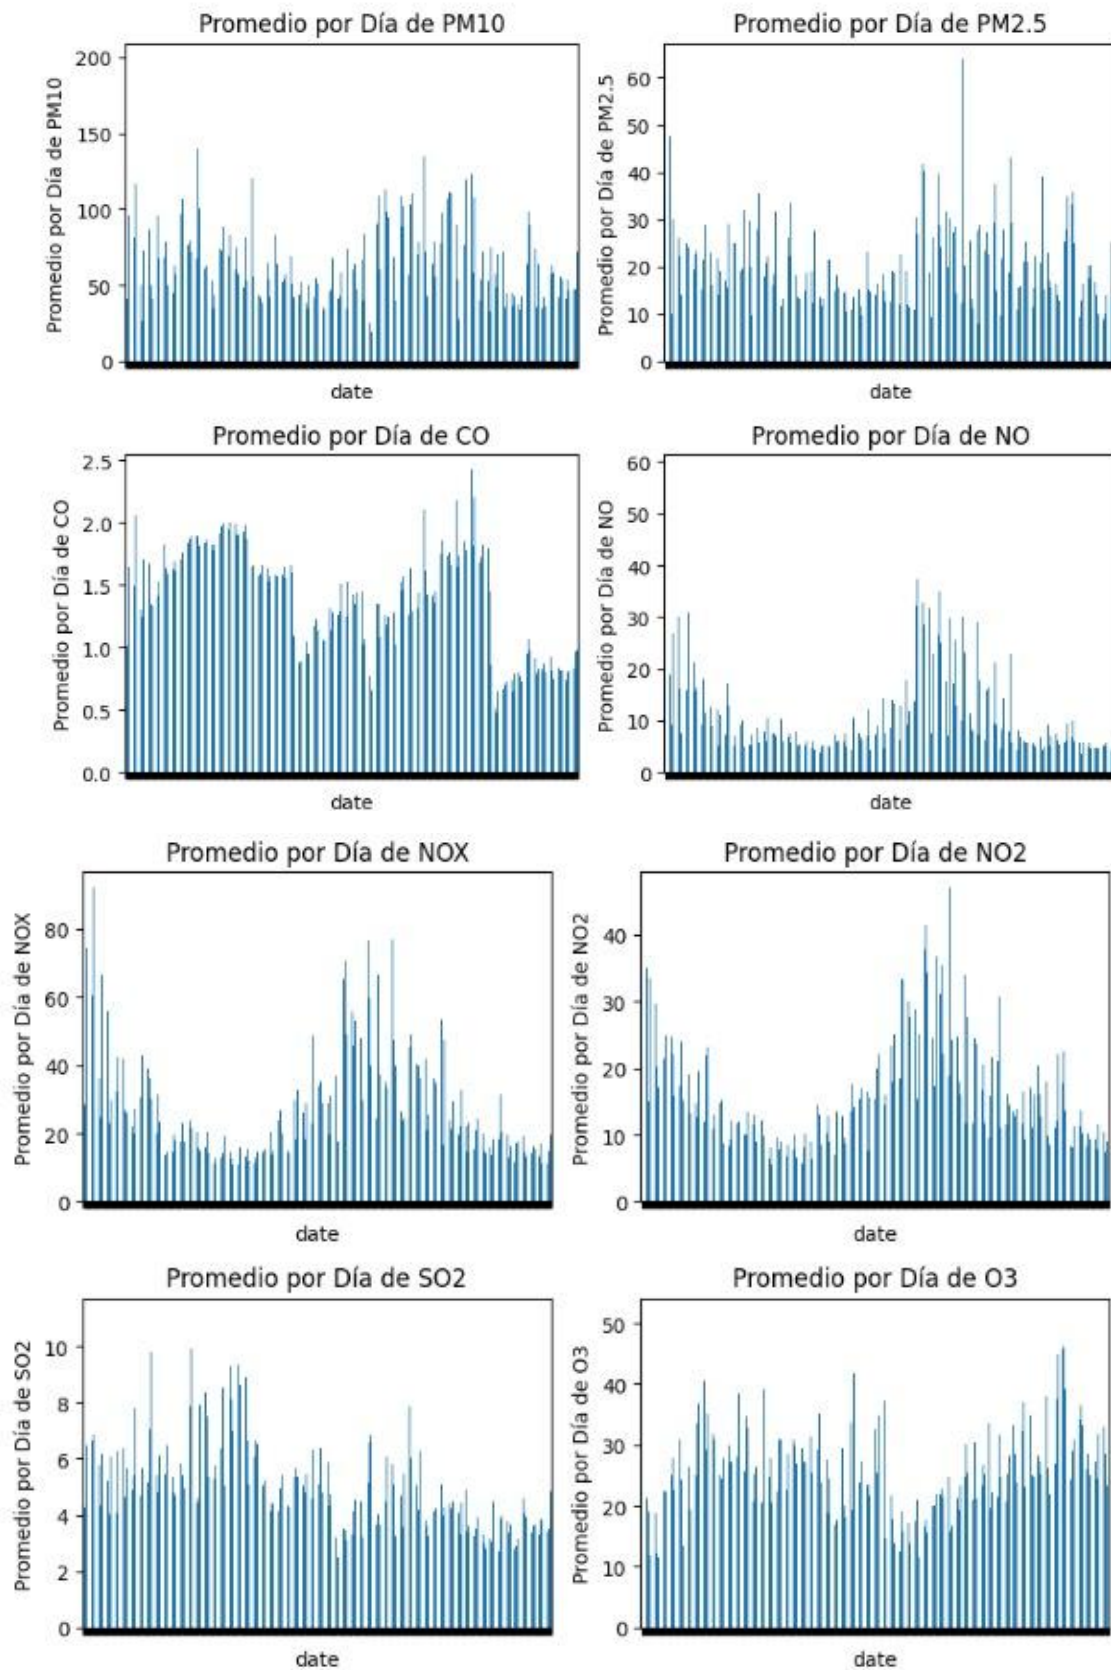 Promedio por Día de PM10
Promedio por Día de PM10
200
150
100
50
0
date
Promedio por Día de PM2.5
Promedio por Día de PM2.5
60
50
40
30
20
10
0
date
Promedio por Día de CO
Promedio por Día de CO
2.5
2.0
1.5
1.0
0.5
0.0
date
Promedio por Día de NO
Promedio por Día de NO
60
50
40
30
20
10
0
date
Promedio por Día de NOX
Promedio por Día de NOX
80
60
40
20
0
date
Promedio por Día de NO2
Promedio por Día de NO2
40
30
20
10
0
date
Promedio por Día de SO2
Promedio por Día de SO2
10
8
6
4
2
0
date
Promedio por Día de O3
Promedio por Día de O3
50
40
30
20
10
0
date